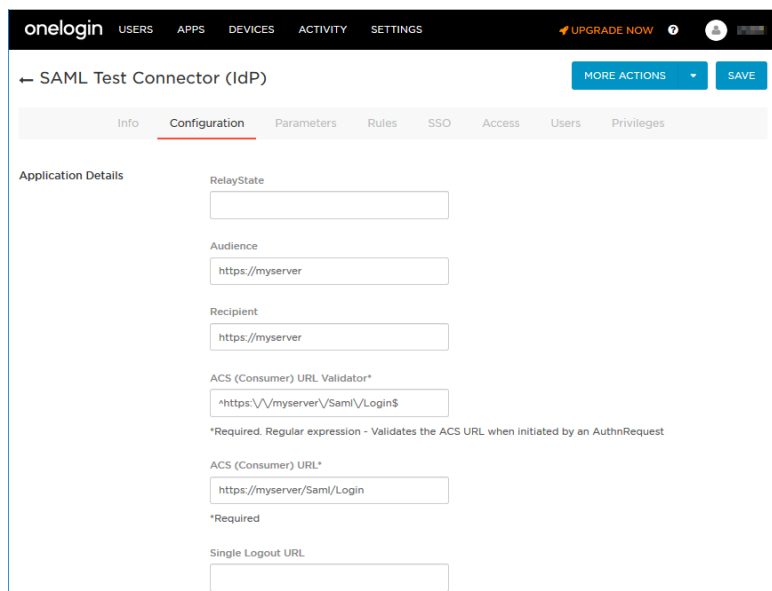 onelogin USERS APPS DEVICES ACTIVITY SETTINGS UPGRADE NOW ?
← SAML Test Connector (IdP) MORE ACTIONS SAVE
Info Configuration Parameters Rules SSO Access Users Privileges
Application Details
RelayState
Audience
https://myserver
Recipient
https://myserver
ACS (Consumer) URL Validator*
^https:\/\/myserver\/Saml\/Login$
*Required. Regular expression - Validates the ACS URL when initiated by an AuthnRequest
ACS (Consumer) URL*
https://myserver/Saml/Login
*Required
Single Logout URL